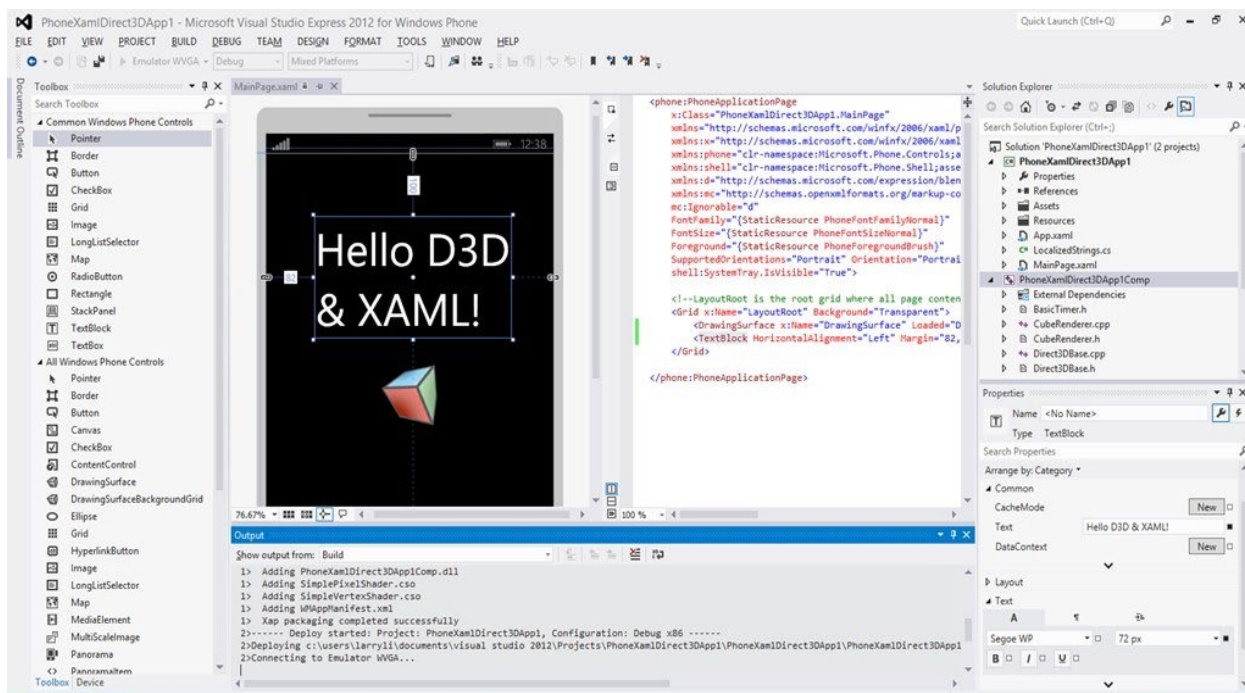 PhoneXamlDirect3DApp1 - Microsoft Visual Studio Express 2012 for Windows Phone
Quick Launch (Ctrl+Q)
FILE EDIT VIEW PROJECT BUILD DEBUG TEAM DESIGN FORMAT TOOLS WINDOW HELP
Emulator WVGA Debug Mixed Platforms
Document Outline
Toolbox
Search Toolbox
Common Windows Phone Controls
Pointer
Border
Button
CheckBox
Grid
Image
LongListSelector
Map
RadioButton
Rectangle
StackPanel
TextBlock
TextBox
All Windows Phone Controls
Pointer
Border
Button
Canvas
CheckBox
ContentControl
DrawingSurface
DrawingSurfaceBackgroundGrid
Ellipse
Grid
HyperlinkButton
Image
LongListSelector
Map
MediaElement
MultiScaleImage
Panorama
PanoramaItem
Toolbox Device
MainPage.xaml
12:38
100
82
Hello D3D
& XAML!
76.67%
<phone:PhoneApplicationPage
x:Class="PhoneXamlDirect3DApp1.MainPage"
xmlns="http://schemas.microsoft.com/winfx/2006/xaml/p
xmlns:x="http://schemas.microsoft.com/winfx/2006/xaml
xmlns:phone="clr-namespace:Microsoft.Phone.Controls;a
xmlns:shell="clr-namespace:Microsoft.Phone.Shell;asse
xmlns:d="http://schemas.microsoft.com/expression/blen
xmlns:mc="http://schemas.openxmlformats.org/markup-co
mc:Ignorable="d"
FontFamily="{StaticResource PhoneFontFamilyNormal}"
FontSize="{StaticResource PhoneFontSizeNormal}"
Foreground="{StaticResource PhoneForegroundBrush}"
SupportedOrientations="Portrait" Orientation="Portrai
shell:SystemTray.IsVisible="True">
<!--LayoutRoot is the root grid where all page conten
<Grid x:Name="LayoutRoot" Background="Transparent">
<DrawingSurface x:Name="DrawingSurface" Loaded="D
<TextBlock HorizontalAlignment="Left" Margin="82,
</Grid>
</phone:PhoneApplicationPage>
100 %
Output
Show output from: Build
1> Adding PhoneXamlDirect3DApp1Comp.dll
1> Adding SimplePixelShader.cso
1> Adding SimpleVertexShader.cso
1> Adding WMAppManifest.xml
1> Xap packaging completed successfully
2>------ Deploy started: Project: PhoneXamlDirect3DApp1, Configuration: Debug x86 ------
2>Deploying c:\users\larryli\documents\visual studio 2012\Projects\PhoneXamlDirect3DApp1\PhoneXamlDirect3DApp1\PhoneXamlDirect3DApp1
2>Connecting to Emulator WVGA...
Solution Explorer
Search Solution Explorer (Ctrl+;)
Solution 'PhoneXamlDirect3DApp1' (2 projects)
PhoneXamlDirect3DApp1
Properties
References
Assets
Resources
App.xaml
LocalizedStrings.cs
MainPage.xaml
PhoneXamlDirect3DApp1Comp
External Dependencies
BasicTimer.h
CubeRenderer.cpp
CubeRenderer.h
Direct3DBase.cpp
Direct3DBase.h
Properties
Name <No Name>
Type TextBlock
Search Properties
Arrange by: Category
Common
CacheMode New
Text Hello D3D & XAML!
DataContext New
Layout
Text
A ¶
Segoe WP 72 px
B I U